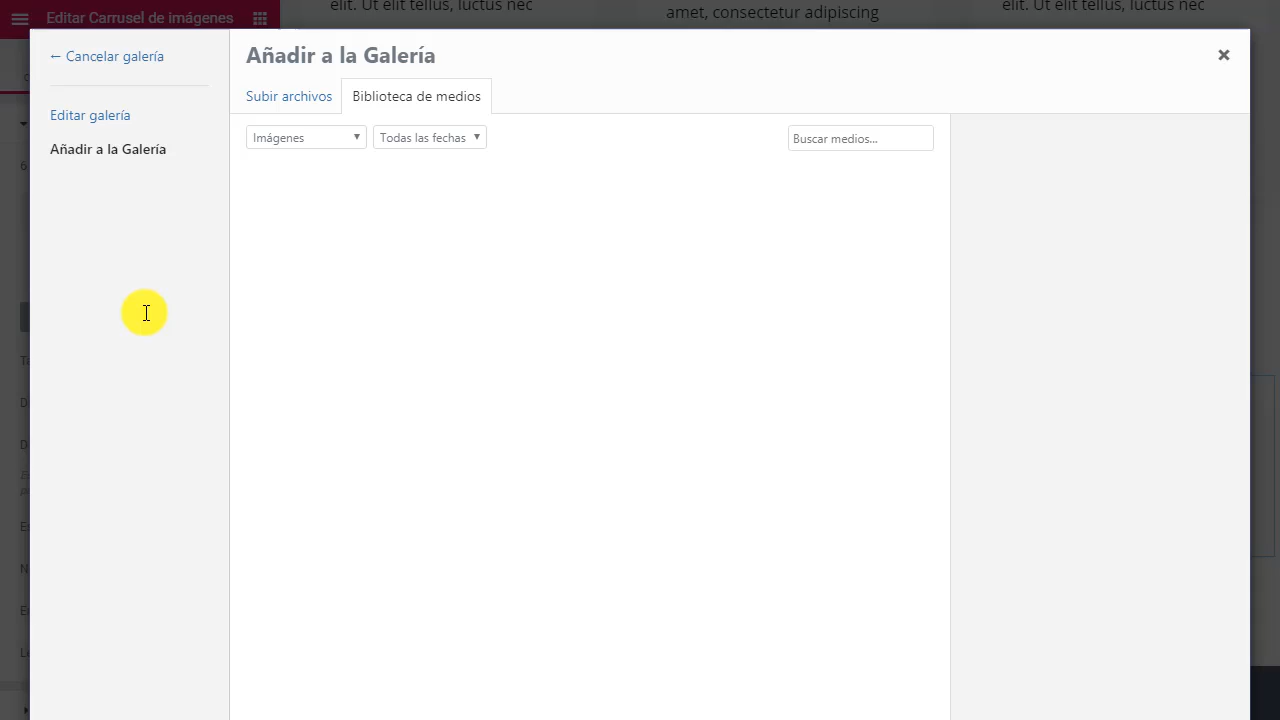 Editar Carrusel de imágenes
elit. Ut elit tellus, luctus nec
amet, consectetur adipiscing
elit. Ut elit tellus, luctus nec
← Cancelar galería
Editar galería
Añadir a la Galería
Añadir a la Galería
Subir archivos
Biblioteca de medios
Imágenes
Todas las fechas
Buscar medios...